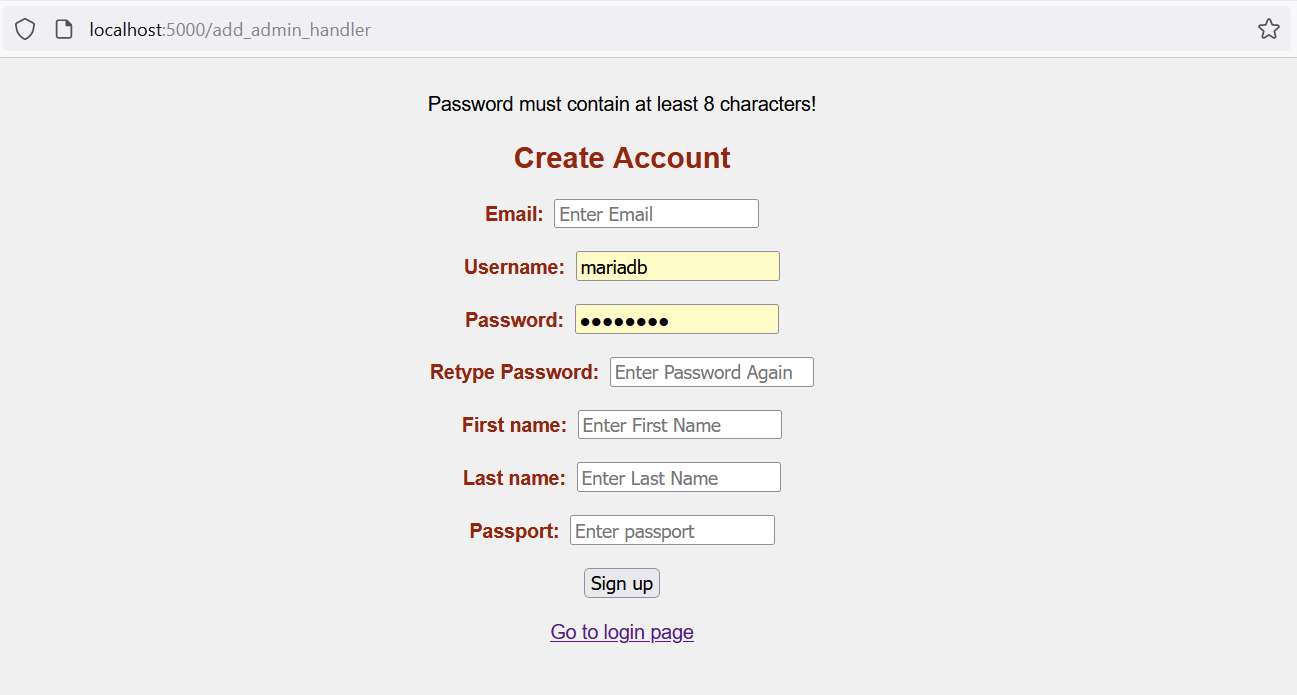 localhost:5000/add_admin_handler
Password must contain at least 8 characters!
Create Account
Email: Enter Email
Username: mariadb
Password: ●●●●●●●●
Retype Password: Enter Password Again
First name: Enter First Name
Last name: Enter Last Name
Passport: Enter passport
Sign up
Go to login page